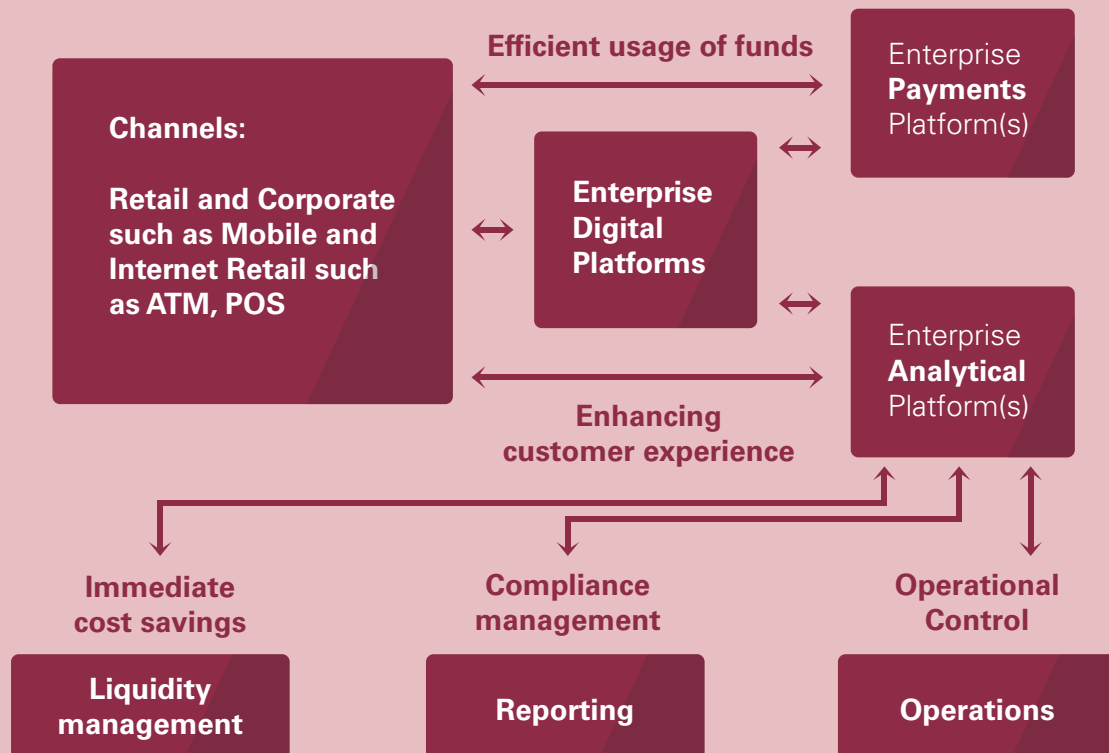 Efficient usage of funds
Enterprise
Payments
Platform(s)
Channels:
Retail and Corporate
such as Mobile and
Internet Retail such
as ATM, POS
Enterprise
Digital
Platforms
Enterprise
Analytical
Platform(s)
Enhancing
customer experience
Immediate
cost savings
Compliance
management
Operational
Control
Liquidity
management
Reporting
Operations